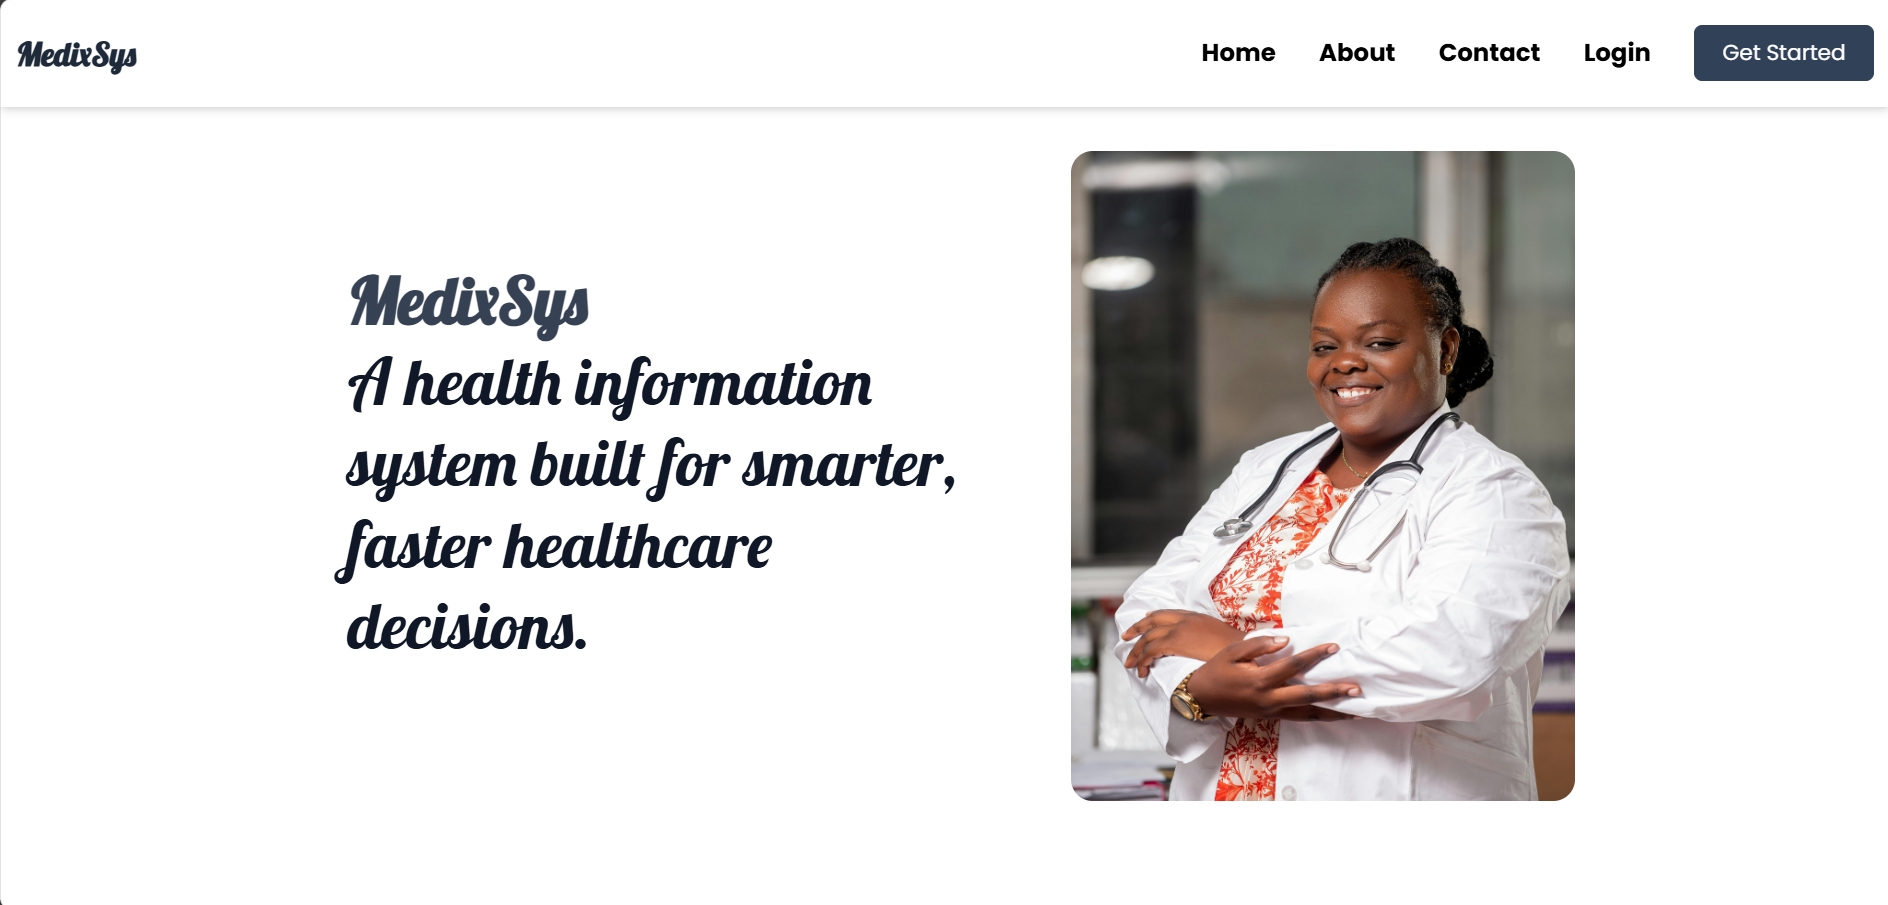 MedixSys
Home
About
Contact
Login
Get Started
MedixSys
A health information
system built for smarter,
faster healthcare
decisions.